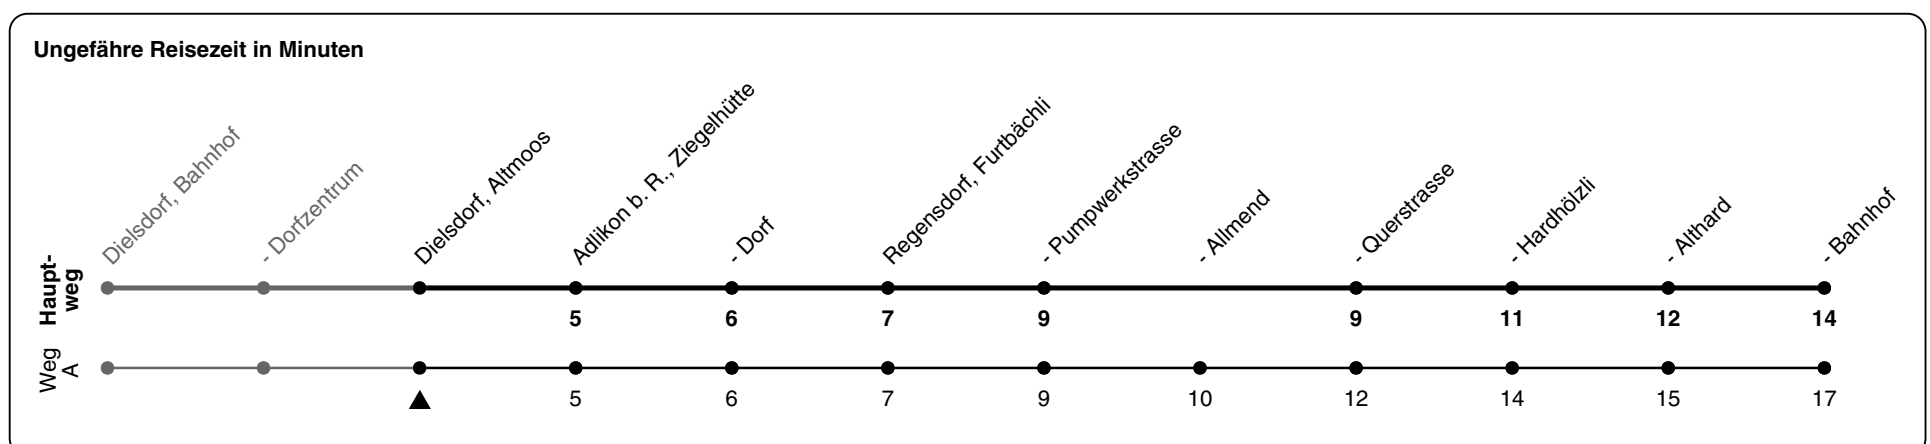 Ungefähre Reisezeit in Minuten
Dielsdorf, Bahnhof
- Dorfzentrum
Dielsdorf, Altmoos
Adlikon b. R., Ziegelhütte
- Dorf
Regensdorf, Furtbächli
- Pumpwerkstrasse
- Allmend
- Querstrasse
- Hardhölzli
- Althard
- Bahnhof
Haupt-
weg
5 6 7 9 9 11 12 14
Weg
A
5 6 7 9 10 12 14 15 17